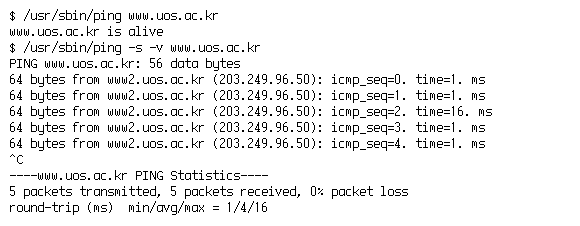 $ /usr/sbin/ping www.uos.ac.kr
www.uos.ac.kr is alive
$ /usr/sbin/ping -s -v www.uos.ac.kr
PING www.uos.ac.kr: 56 data bytes
64 bytes from www2.uos.ac.kr (203.249.96.50): icmp_seq=0. time=1. ms
64 bytes from www2.uos.ac.kr (203.249.96.50): icmp_seq=1. time=1. ms
64 bytes from www2.uos.ac.kr (203.249.96.50): icmp_seq=2. time=16. ms
64 bytes from www2.uos.ac.kr (203.249.96.50): icmp_seq=3. time=1. ms
64 bytes from www2.uos.ac.kr (203.249.96.50): icmp_seq=4. time=1. ms
^C
----www.uos.ac.kr PING Statistics----
5 packets transmitted, 5 packets received, 0% packet loss
round-trip (ms)  min/avg/max = 1/4/16